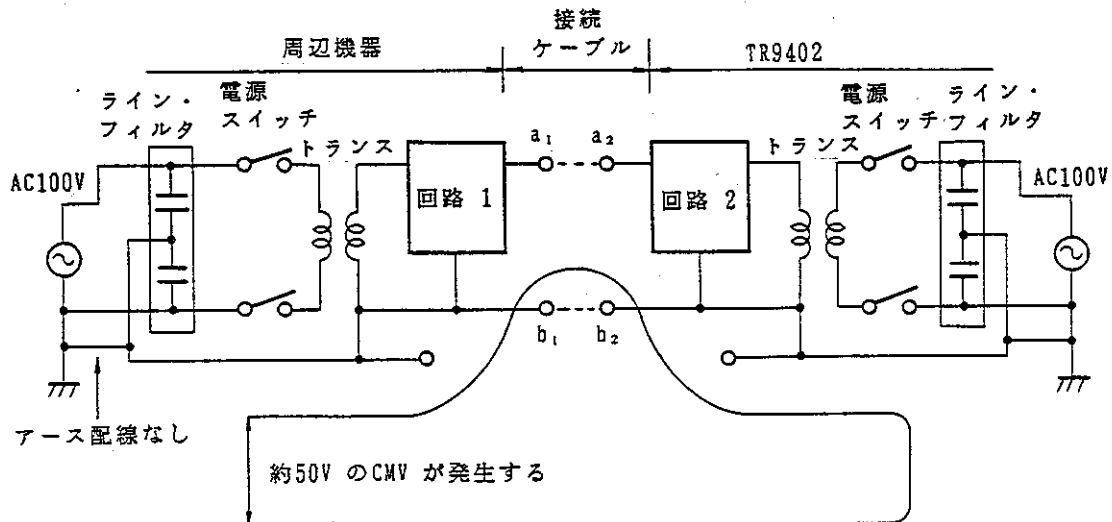 接続
ケーブル
周辺機器
TR9402
ライン・
フィルタ
電源
スイッチ
トランス
a₁
a₂
トランス
電源
スイッチ
ライン・
フィルタ
AC100V
回路 1
回路 2
AC100V
b₁
b₂
アース配線なし
約50V のCMV が発生する